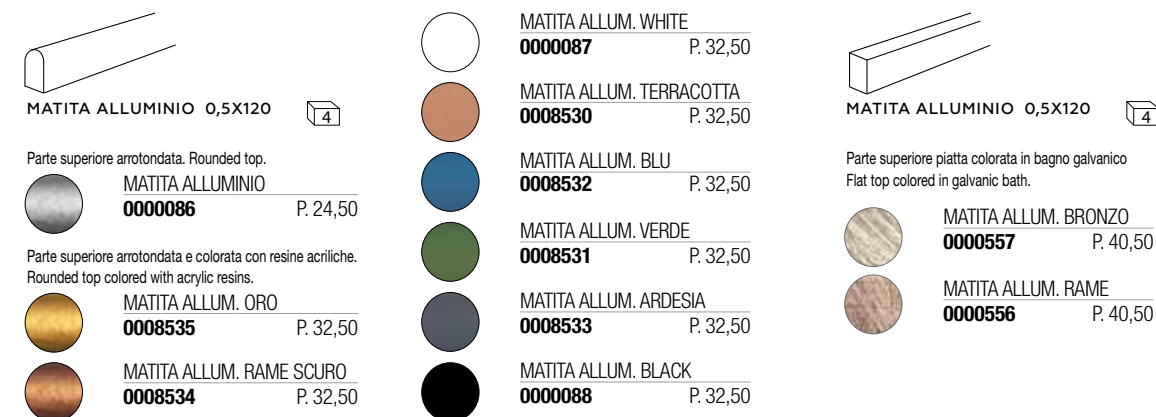 MATITA ALLUMINIO 0,5X120
4
Parte superiore arrotondata. Rounded top.
MATITA ALLUMINIO
0000086 P. 24,50
Parte superiore arrotondata e colorata con resine acriliche.
Rounded top colored with acrylic resins.
MATITA ALLUM. ORO
0008535 P. 32,50
MATITA ALLUM. RAME SCURO
0008534 P. 32,50
MATITA ALLUM. WHITE
0000087 P. 32,50
MATITA ALLUM. TERRACOTTA
0008530 P. 32,50
MATITA ALLUM. BLU
0008532 P. 32,50
MATITA ALLUM. VERDE
0008531 P. 32,50
MATITA ALLUM. ARDESIA
0008533 P. 32,50
MATITA ALLUM. BLACK
0000088 P. 32,50
MATITA ALLUMINIO 0,5X120
4
Parte superiore piatta colorata in bagno galvanico
Flat top colored in galvanic bath.
MATITA ALLUM. BRONZO
0000557 P. 40,50
MATITA ALLUM. RAME
0000556 P. 40,50